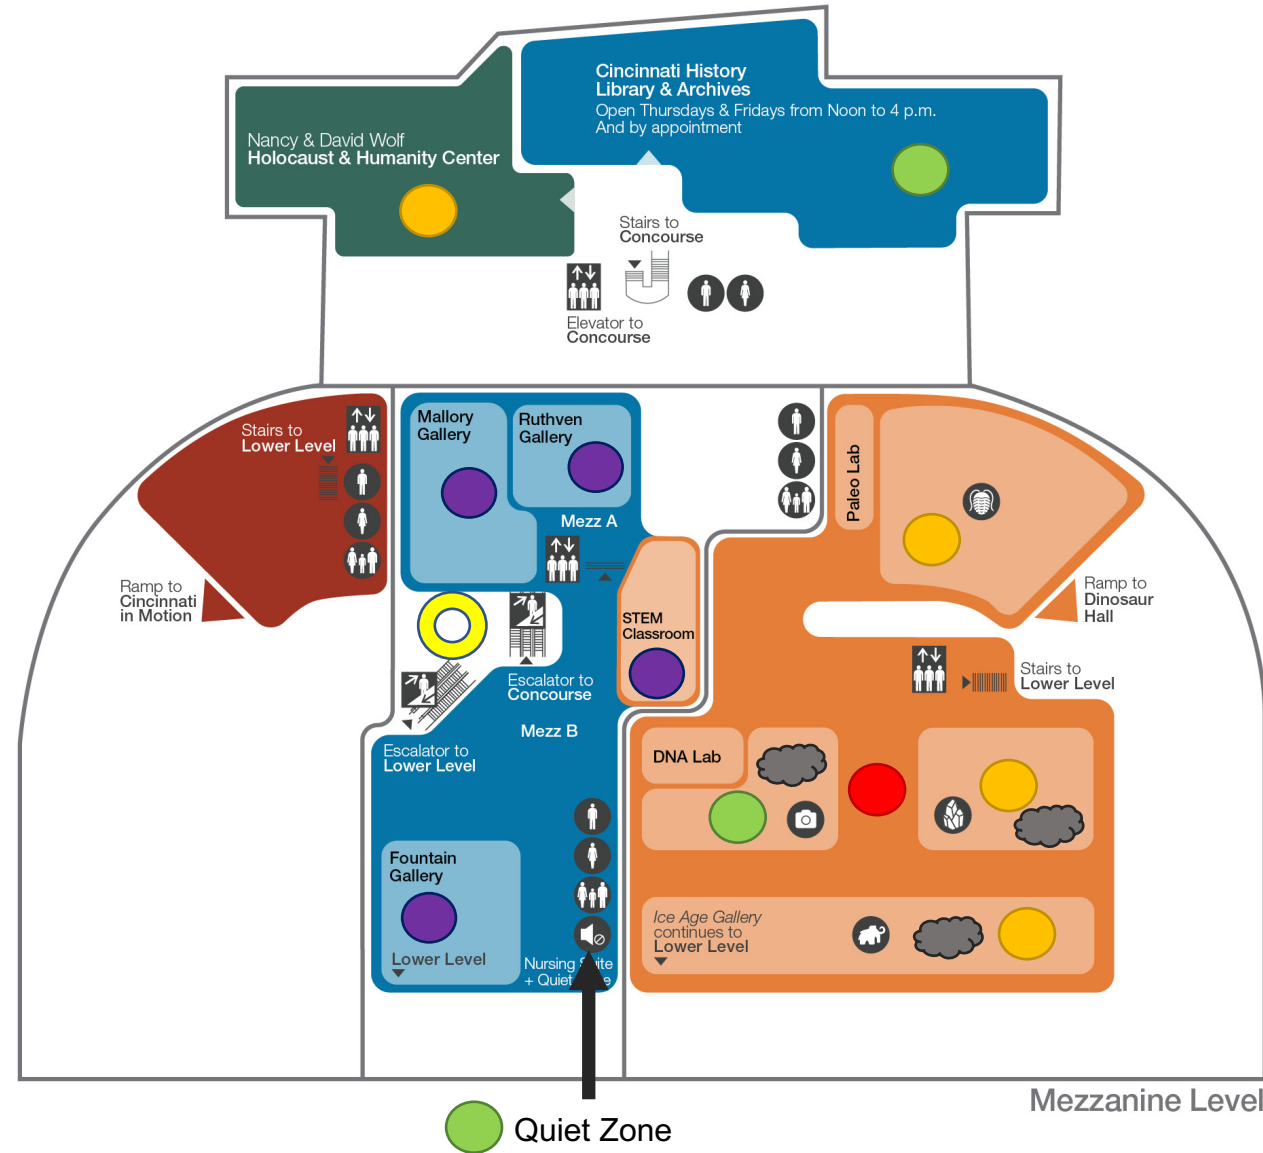 Cincinnati History
Library & Archives
Open Thursdays & Fridays from Noon to 4 p.m.
And by appointment
Nancy & David Wolf
Holocaust & Humanity Center
Stairs to
Concourse
Elevator to
Concourse
Stairs to
Lower Level
Ramp to
Cincinnati
in Motion
Mallory
Gallery
Ruthven
Gallery
Mezz A
STEM
Classroom
Escalator to
Concourse
Mezz B
Escalator to
Lower Level
Fountain
Gallery
Lower Level
Nursing
+ Quiet
Paleo Lab
Ramp to
Dinosaur
Hall
Stairs to
Lower Level
DNA Lab
Ice Age Gallery
continues to
Lower Level
Mezzanine Level
Quiet Zone